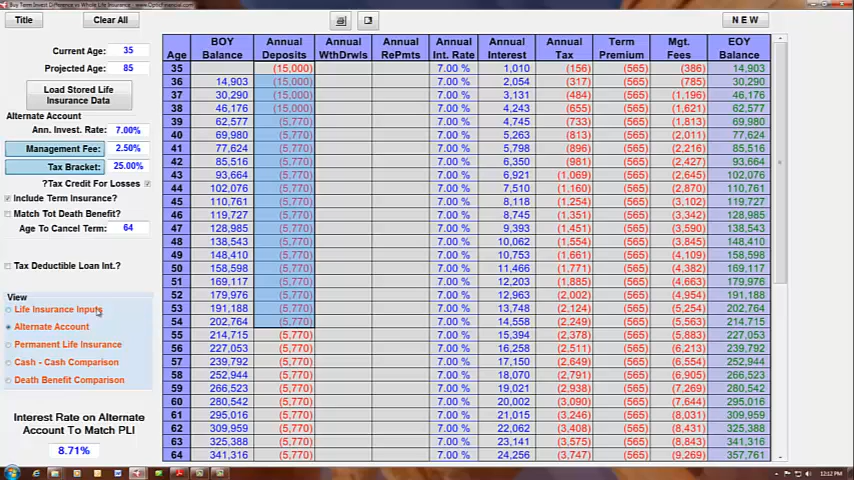 Buy Term Invest Difference vs Whole Life Insurance - www.OpticFinancial.com
Title
Clear All
NEW
Current Age: 35
Projected Age: 85
Load Stored Life
Insurance Data
Alternate Account
Ann. Invest. Rate: 7.00%
Management Fee: 2.50%
Tax Bracket: 25.00%
?Tax Credit For Losses
Include Term Insurance?
Match Tot Death Benefit?
Age To Cancel Term: 64
Tax Deductible Loan Int.?
View
Life Insurance Inputs
Alternate Account
Permanent Life Insurance
Cash - Cash Comparison
Death Benefit Comparison
Interest Rate on Alternate
Account To Match PLI
8.71%
Age BOY Balance Annual Deposits Annual WthDrwls Annual RePmts Annual Int. Rate Annual Interest Annual Tax Term Premium Mgt. Fees EOY Balance
35 (15,000) 7.00 % 1,010 (156) (565) (386) 14,903
36 14,903 (15,000) 7.00 % 2,054 (317) (565) (785) 30,290
37 30,290 (15,000) 7.00 % 3,131 (484) (565) (1,196) 46,176
38 46,176 (15,000) 7.00 % 4,243 (655) (565) (1,621) 62,577
39 62,577 (5,770) 7.00 % 4,745 (733) (565) (1,813) 69,980
40 69,980 (5,770) 7.00 % 5,263 (813) (565) (2,011) 77,624
41 77,624 (5,770) 7.00 % 5,798 (896) (565) (2,216) 85,516
42 85,516 (5,770) 7.00 % 6,350 (981) (565) (2,427) 93,664
43 93,664 (5,770) 7.00 % 6,921 (1,069) (565) (2,645) 102,076
44 102,076 (5,770) 7.00 % 7,510 (1,160) (565) (2,870) 110,761
45 110,761 (5,770) 7.00 % 8,118 (1,254) (565) (3,102) 119,727
46 119,727 (5,770) 7.00 % 8,745 (1,351) (565) (3,342) 128,985
47 128,985 (5,770) 7.00 % 9,393 (1,451) (565) (3,590) 138,543
48 138,543 (5,770) 7.00 % 10,062 (1,554) (565) (3,845) 148,410
49 148,410 (5,770) 7.00 % 10,753 (1,661) (565) (4,109) 158,598
50 158,598 (5,770) 7.00 % 11,466 (1,771) (565) (4,382) 169,117
51 169,117 (5,770) 7.00 % 12,202 (1,885) (565) (4,663) 179,976
52 179,976 (5,770) 7.00 % 12,963 (2,002) (565) (4,954) 191,188
53 191,188 (5,770) 7.00 % 13,748 (2,124) (565) (5,253) 202,764
54 202,764 (5,770) 7.00 % 14,558 (2,249) (565) (5,563) 214,715
55 214,715 (5,770) 7.00 % 15,394 (2,378) (565) (5,883) 227,053
56 227,053 (5,770) 7.00 % 16,258 (2,511) (565) (6,213) 239,792
57 239,792 (5,770) 7.00 % 17,150 (2,649) (565) (6,554) 252,944
58 252,944 (5,770) 7.00 % 18,070 (2,791) (565) (6,905) 266,523
59 266,523 (5,770) 7.00 % 19,021 (2,938) (565) (7,269) 280,542
60 280,542 (5,770) 7.00 % 20,002 (3,090) (565) (7,644) 295,016
61 295,016 (5,770) 7.00 % 21,015 (3,246) (565) (8,031) 309,959
62 309,959 (5,770) 7.00 % 22,062 (3,408) (565) (8,431) 325,388
63 325,388 (5,770) 7.00 % 23,141 (3,575) (565) (8,843) 341,316
64 341,316 (5,770) 7.00 % 24,256 (3,747) (565) (9,269) 357,761
12:12 PM